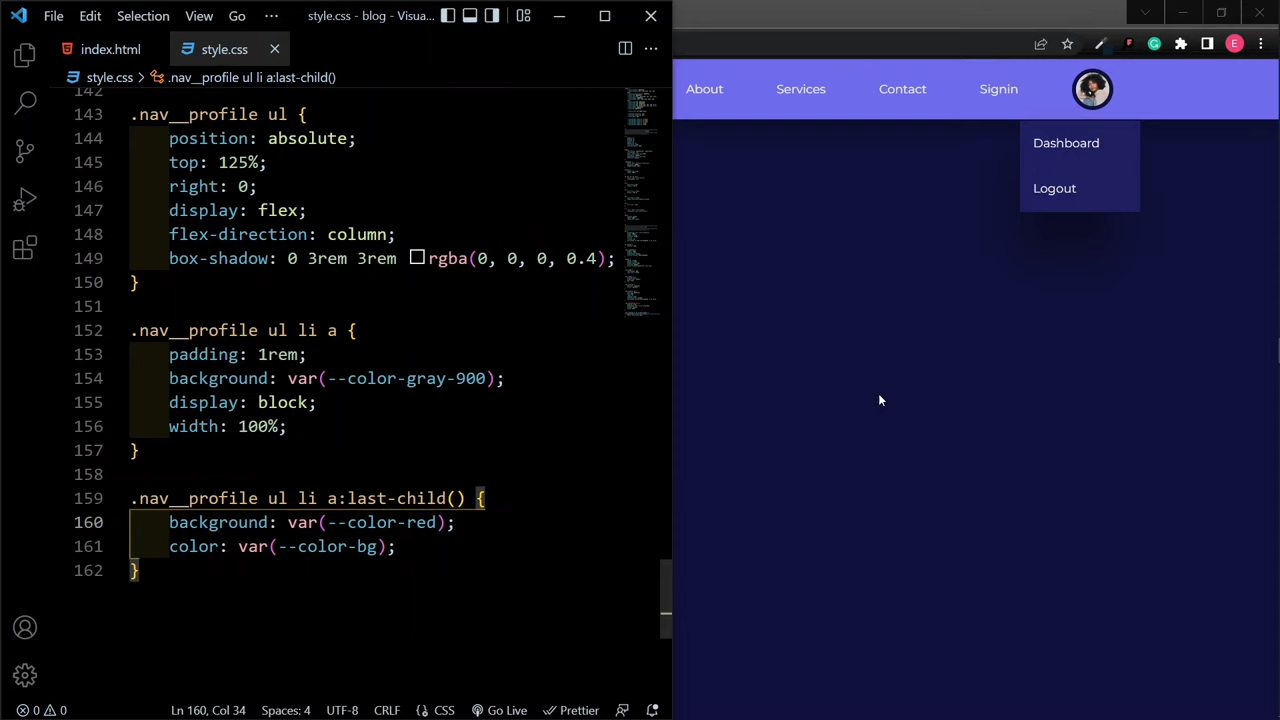 File Edit Selection View Go ··· style.css - blog - Visua...
index.html style.css
style.css > .nav__profile ul li a:last-child()
142
143 .nav__profile ul {
144 position: absolute;
145 top: 125%;
146 right: 0;
147 display: flex;
148 flex-direction: column;
149 box-shadow: 0 3rem 3rem rgba(0, 0, 0, 0.4);
150 }
151
152 .nav__profile ul li a {
153 padding: 1rem;
154 background: var(--color-gray-900);
155 display: block;
156 width: 100%;
157 }
158
159 .nav__profile ul li a:last-child() {
160 background: var(--color-red);
161 color: var(--color-bg);
162 }
0 0 Ln 160, Col 34 Spaces: 4 UTF-8 CRLF {} CSS Go Live Prettier
E
About Services Contact Signin
Dashboard
Logout